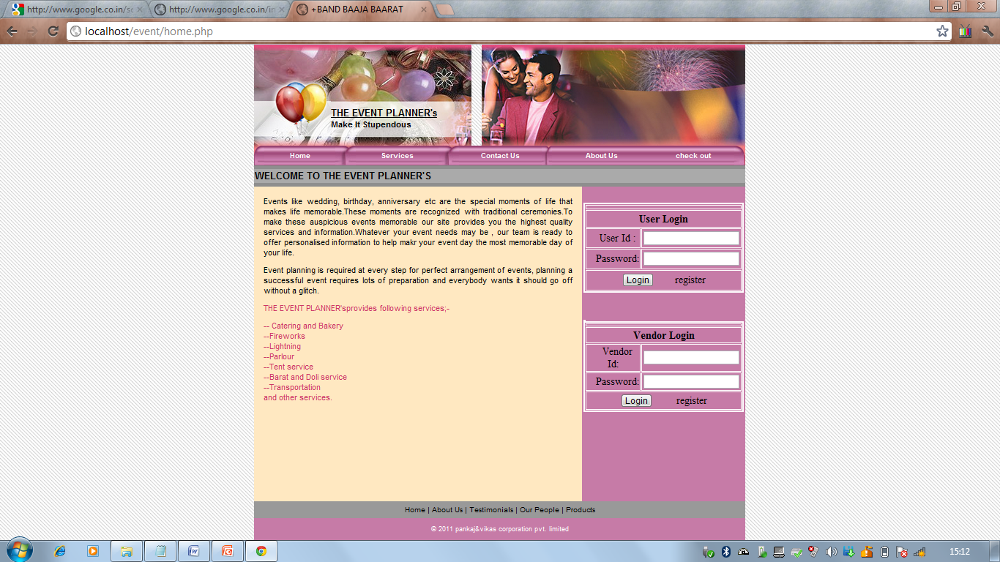 http://www.google.co.in/se
http://www.google.co.in/in
+BAND BAAJA BAARAT
localhost/event/home.php
THE EVENT PLANNER's
Make It Stupendous
Home Services Contact Us About Us check out
WELCOME TO THE EVENT PLANNER'S
Events like wedding, birthday, anniversary etc are the special moments of life that
makes life memorable.These moments are recognized with traditional ceremonies.To
make these auspicious events memorable our site provides you the highest quality
services and information.Whatever your event needs may be , our team is ready to
offer personalised information to help makr your event day the most memorable day of
your life.
Event planning is required at every step for perfect arrangement of events, planning a
successful event requires lots of preparation and everybody wants it should go off
without a glitch.
THE EVENT PLANNER'sprovides following services;-
-- Catering and Bakery
--Fireworks
--Lightning
--Parlour
--Tent service
--Barat and Doli service
--Transportation
and other services.
User Login
User Id :
Password:
Login register
Vendor Login
Vendor
Id:
Password:
Login register
Home | About Us | Testimonials | Our People | Products
© 2011 pankaj&vikas corporation pvt. limited
15:12